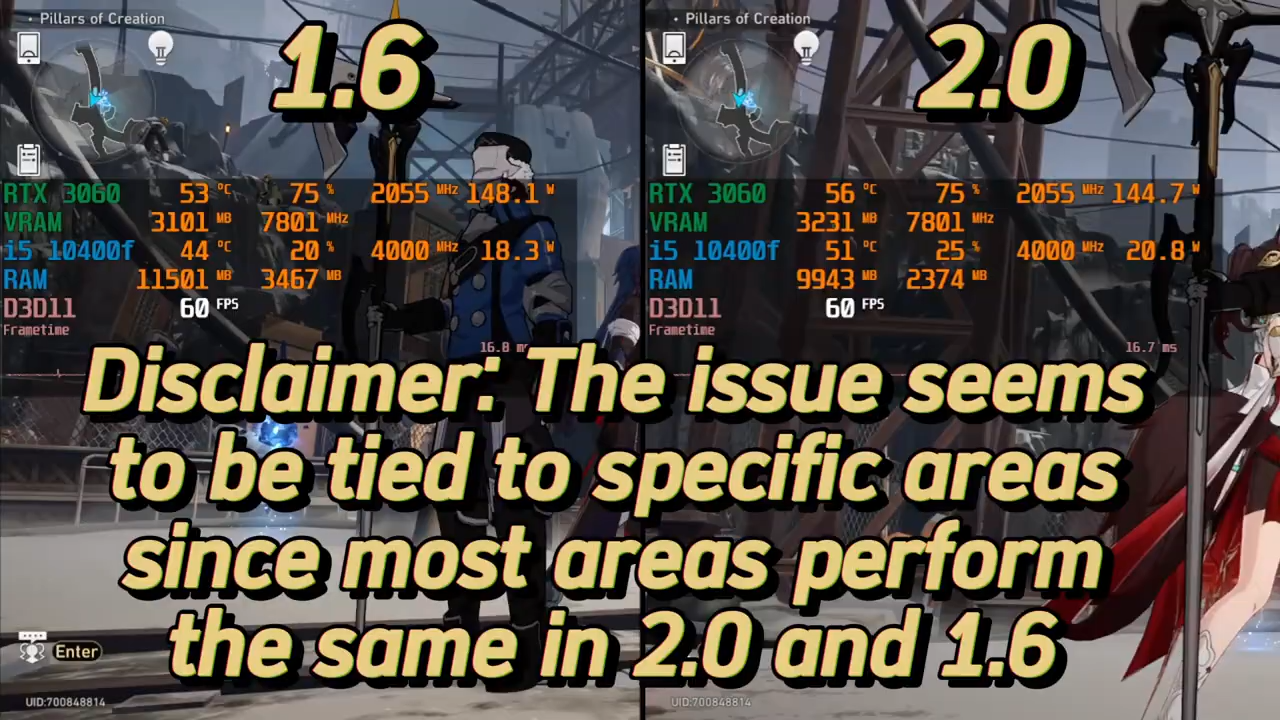 • Pillars of Creation
1.6
RTX 3060 53 °C 75 % 2055 MHz 148.1 W
VRAM 3101 MB 7801 MHz
i5 10400f 44 °C 20 % 4000 MHz 18.3 W
RAM 11501 MB 3467 MB
D3D11 60 FPS
Frametime
16.0 ms
• Pillars of Creation
2.0
RTX 3060 56 °C 75 % 2055 MHz 144.7 W
VRAM 3231 MB 7801 MHz
i5 10400f 51 °C 25 % 4000 MHz 20.8 W
RAM 9943 MB 2374 MB
D3D11 60 FPS
Frametime
16.7 ms
Disclaimer: The issue seems
to be tied to specific areas
since most areas perform
the same in 2.0 and 1.6
Enter
UID:700848814
UID:700848814